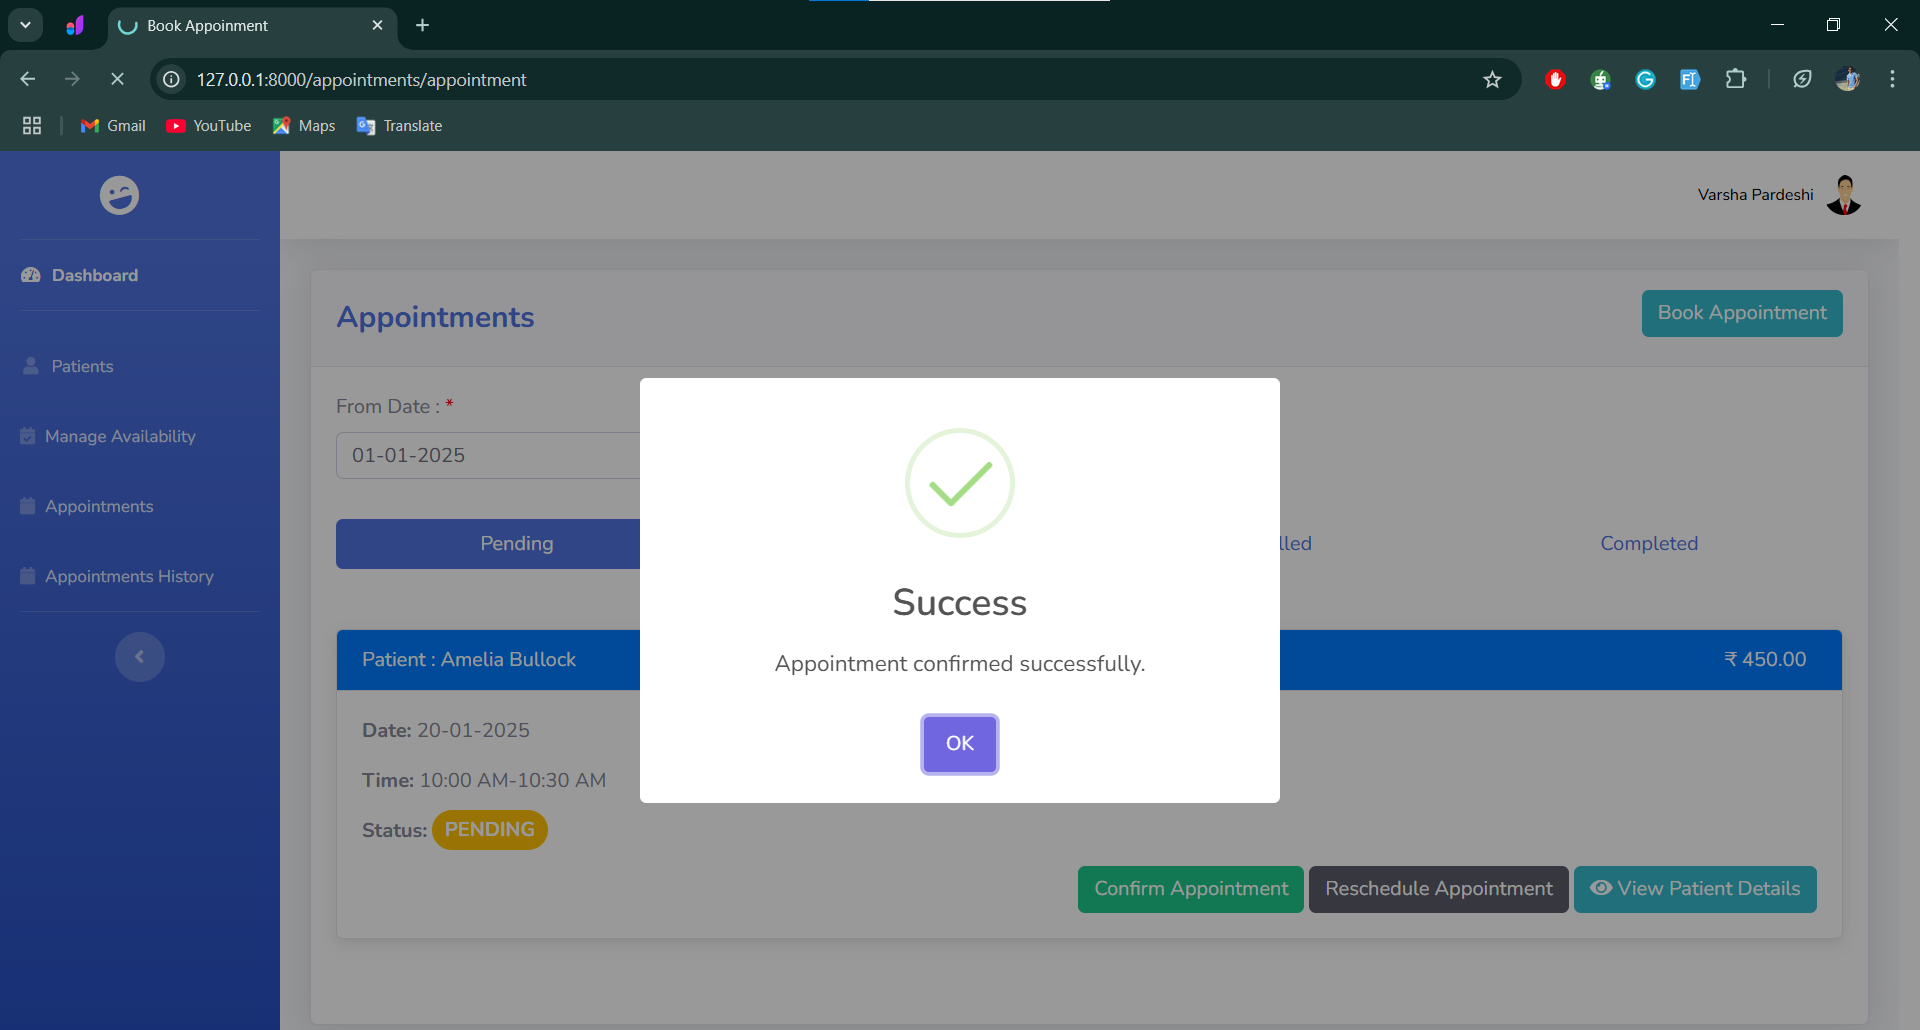 Book Appoinment
127.0.0.1:8000/appointments/appointment
Gmail YouTube Maps Translate
Varsha Pardeshi
Dashboard
Patients
Manage Availability
Appointments
Appointments History
Appointments
Book Appointment
From Date : *
01-01-2025
Pending
lled
Completed
Patient : Amelia Bullock
₹ 450.00
Date: 20-01-2025
Time: 10:00 AM-10:30 AM
Status: PENDING
Confirm Appointment Reschedule Appointment View Patient Details
Success
Appointment confirmed successfully.
OK